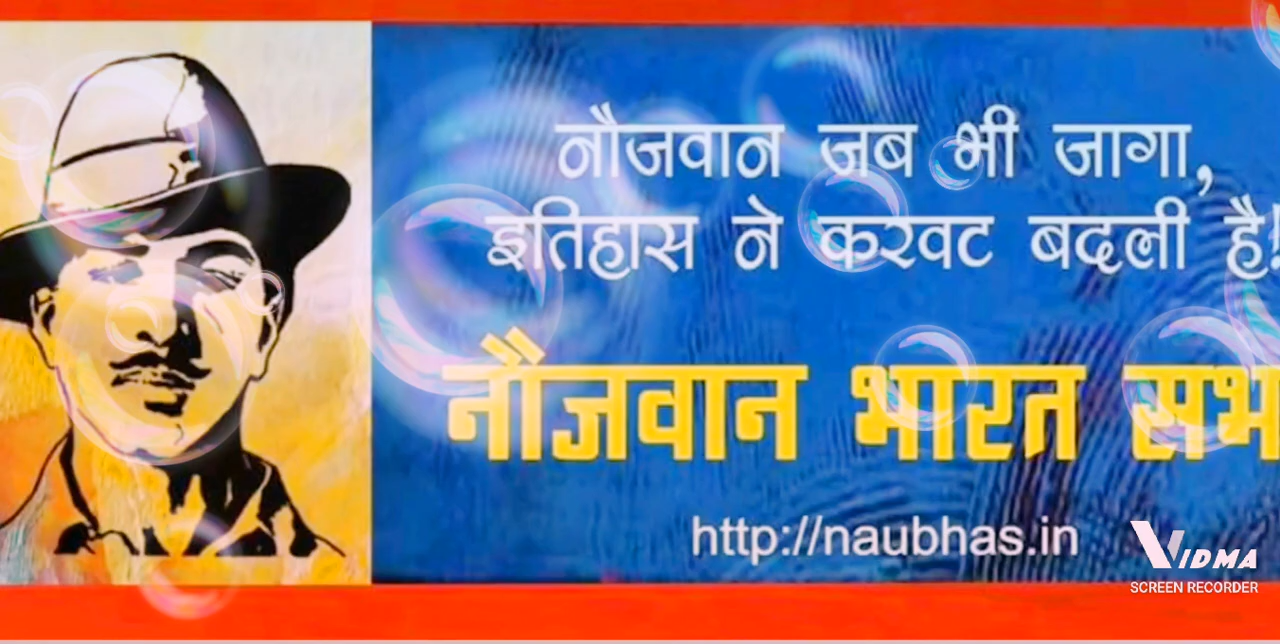 नौजवान जब भी जागा,
इतिहास ने करवट बदली है!
नौजवान भारत सभ
http://naubhas.in
VIDMA
SCREEN RECORDER